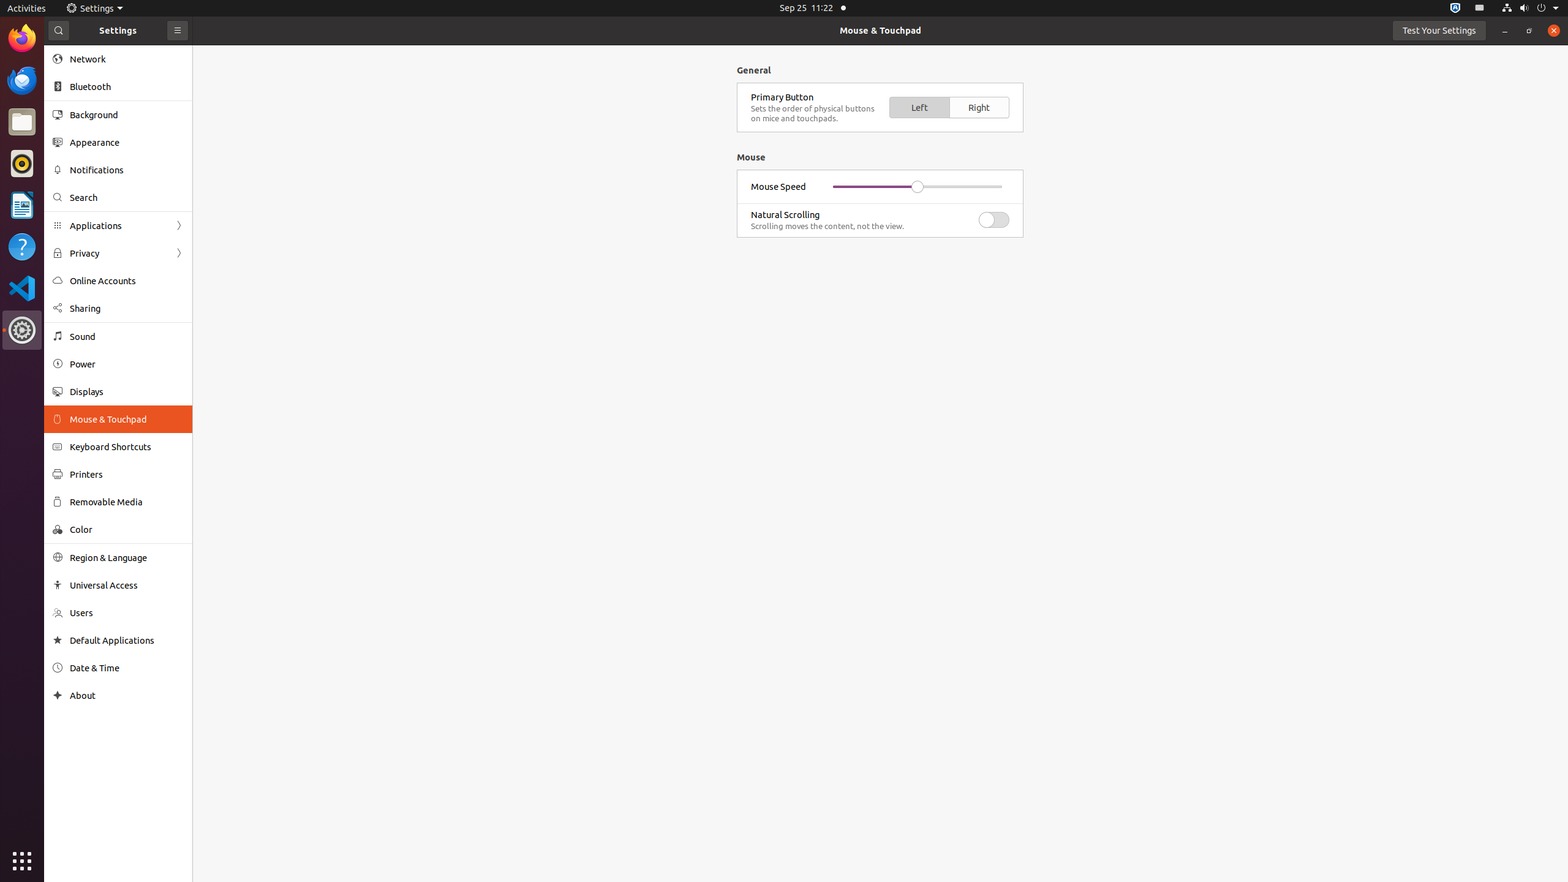 Activities
Settings
Sep 25 11:22
Settings
Mouse & Touchpad
Test Your Settings
Network
Bluetooth
Background
Appearance
Notifications
Search
Applications
Privacy
Online Accounts
Sharing
Sound
Power
Displays
Mouse & Touchpad
Keyboard Shortcuts
Printers
Removable Media
Color
Region & Language
Universal Access
Users
Default Applications
Date & Time
About
General
Primary Button
Sets the order of physical buttons
on mice and touchpads.
Left
Right
Mouse
Mouse Speed
Natural Scrolling
Scrolling moves the content, not the view.